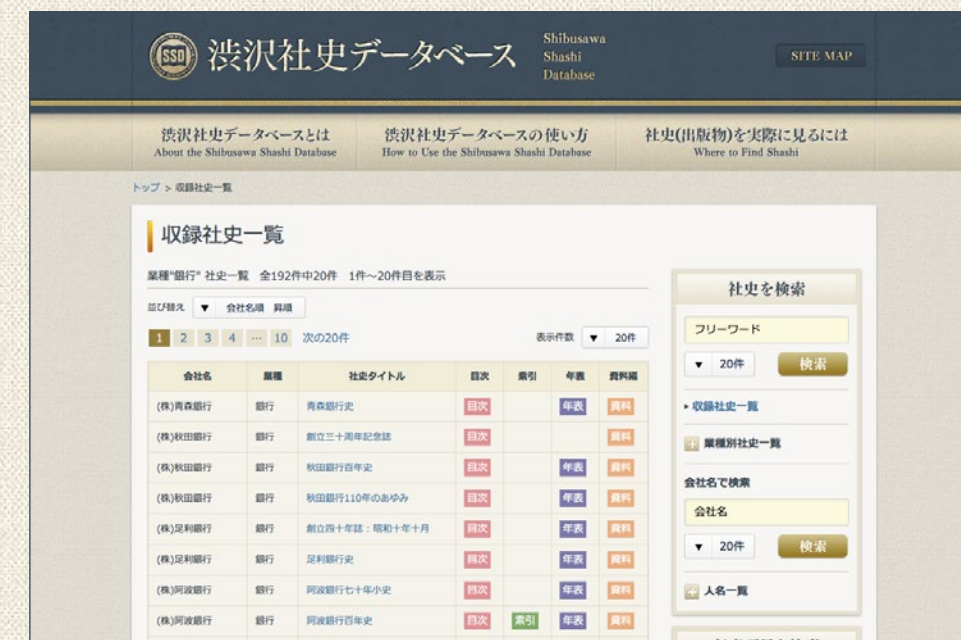 SSD
渋沢社史データベース
Shibusawa
Shashi
Database
SITE MAP
渋沢社史データベースとは
About the Shibusawa Shashi Database
渋沢社史データベースの使い方
How to Use the Shibusawa Shashi Database
社史(出版物)を実際に見るには
Where to Find Shashi
トップ > 収録社史一覧
収録社史一覧
業種"銀行" 社史一覧 全192件中20件 1件～20件目を表示
並び替え ▼ 会社名順 昇順
1 2 3 4 … 10 次の20件 表示件数 ▼ 20件
会社名 業種 社史タイトル 目次 索引 年表 資料編
(株)青森銀行 銀行 青森銀行史 目次 年表 資料
(株)秋田銀行 銀行 創立三十周年記念誌 目次 資料
(株)秋田銀行 銀行 秋田銀行百年史 目次 年表 資料
(株)秋田銀行 銀行 秋田銀行110年のあゆみ 目次 年表 資料
(株)足利銀行 銀行 創立四十年誌：昭和十年十月 目次 年表 資料
(株)足利銀行 銀行 足利銀行史 目次 年表 資料
(株)阿波銀行 銀行 阿波銀行七十年小史 目次 年表 資料
(株)阿波銀行 銀行 阿波銀行百年史 目次 索引 年表 資料
社史を検索
フリーワード
▼ 20件 検索
収録社史一覧
業種別社史一覧
会社名で検索
会社名
▼ 20件 検索
人名一覧